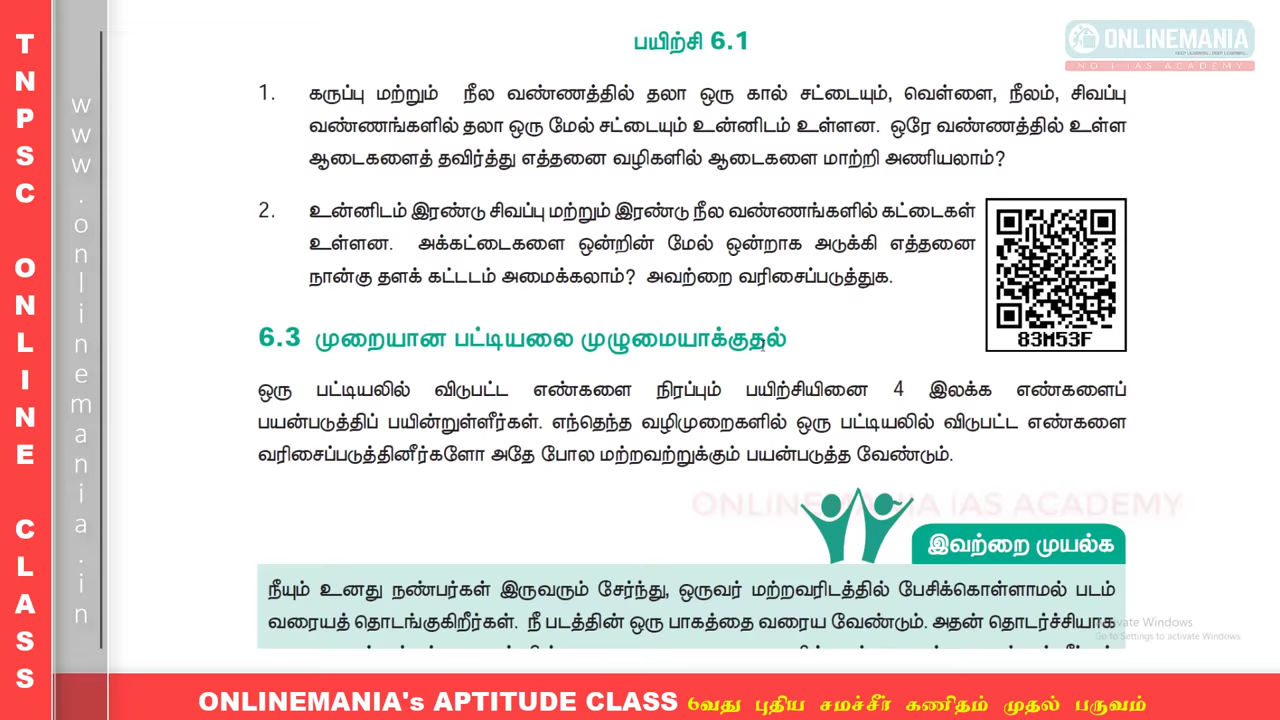 TNPSC ONLINE CLASS
www.onlinemania.in
ONLINEMANIA
NO 1 IAS ACADEMY
பயிற்சி 6.1
1. கருப்பு மற்றும் நீல வண்ணத்தில் தலா ஒரு கால் சட்டையும், வெள்ளை, நீலம், சிவப்பு
வண்ணங்களில் தலா ஒரு மேல் சட்டையும் உன்னிடம் உள்ளன. ஒரே வண்ணத்தில் உள்ள
ஆடைகளைத் தவிர்த்து எத்தனை வழிகளில் ஆடைகளை மாற்றி அணியலாம்?
2. உன்னிடம் இரண்டு சிவப்பு மற்றும் இரண்டு நீல வண்ணங்களில் கட்டைகள்
உள்ளன. அக்கட்டைகளை ஒன்றின் மேல் ஒன்றாக அடுக்கி எத்தனை
நான்கு தளக் கட்டடம் அமைக்கலாம்? அவற்றை வரிசைப்படுத்துக.
83M53F
6.3 முறையான பட்டியலை முழுமையாக்குதல்
ஒரு பட்டியலில் விடுபட்ட எண்களை நிரப்பும் பயிற்சியினை 4 இலக்க எண்களைப்
பயன்படுத்திப் பயின்றுள்ளீர்கள். எந்தெந்த வழிமுறைகளில் ஒரு பட்டியலில் விடுபட்ட எண்களை
வரிசைப்படுத்தினீர்களோ அதே போல மற்றவற்றுக்கும் பயன்படுத்த வேண்டும்.
ONLINEMANIA IAS ACADEMY
இவற்றை முயல்க
நீயும் உனது நண்பர்கள் இருவரும் சேர்ந்து, ஒருவர் மற்றவரிடத்தில் பேசிக்கொள்ளாமல் படம்
வரையத் தொடங்குகிறீர்கள். நீ படத்தின் ஒரு பாகத்தை வரைய வேண்டும். அதன் தொடர்ச்சியாக
Activate Windows
Go to Settings to activate Windows.
ONLINEMANIA's APTITUDE CLASS 6வது புதிய சமச்சீர் கணிதம் முதல் பருவம்